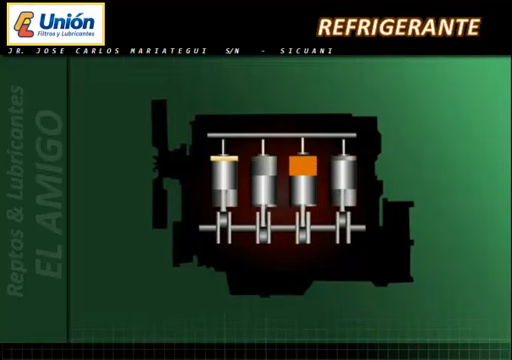 Unión
Filtros y Lubricantes
REFRIGERANTE
JR. JOSE CARLOS MARIATEGUI S/N - SICUANI
Reptos & Lubricantes
EL AMIGO